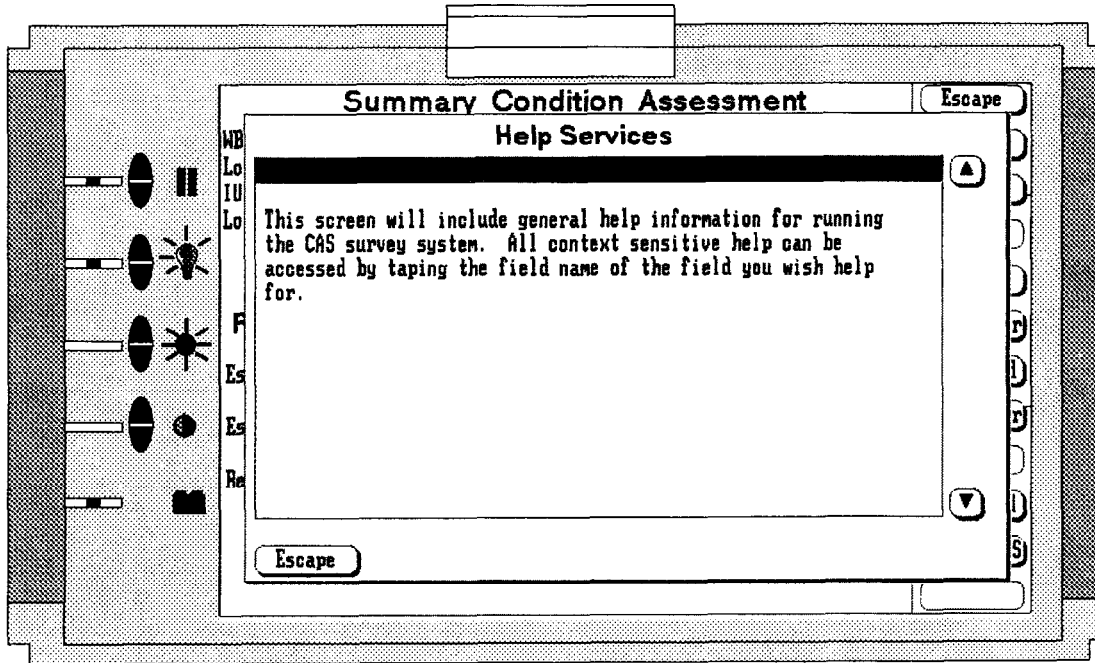 Summary Condition Assessment
Escape
Help Services
WB
Lo
IU
Lo
This screen will include general help information for running
the CAS survey system. All context sensitive help can be
accessed by taping the field name of the field you wish help
for.
F
r
Es
l
Es
r
Re
l
S
Escape